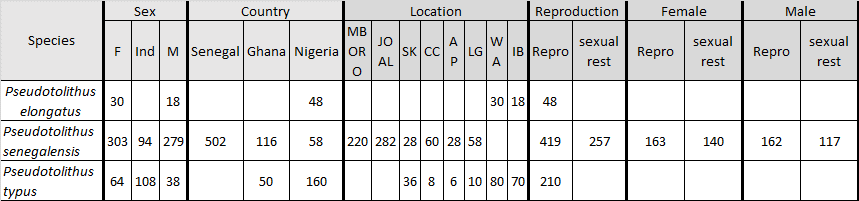 Species Sex Country Location Reproduction Female Male
F Ind M Senegal Ghana Nigeria MBORO JOAL SK CC AP LG WA IB Repro sexual rest Repro sexual rest Repro sexual rest
Pseudotolithus elongatus 30 18 48 30 18 48
Pseudotolithus senegalensis 303 94 279 502 116 58 220 282 28 60 28 58 419 257 163 140 162 117
Pseudotolithus typus 64 108 38 50 160 36 8 6 10 80 70 210